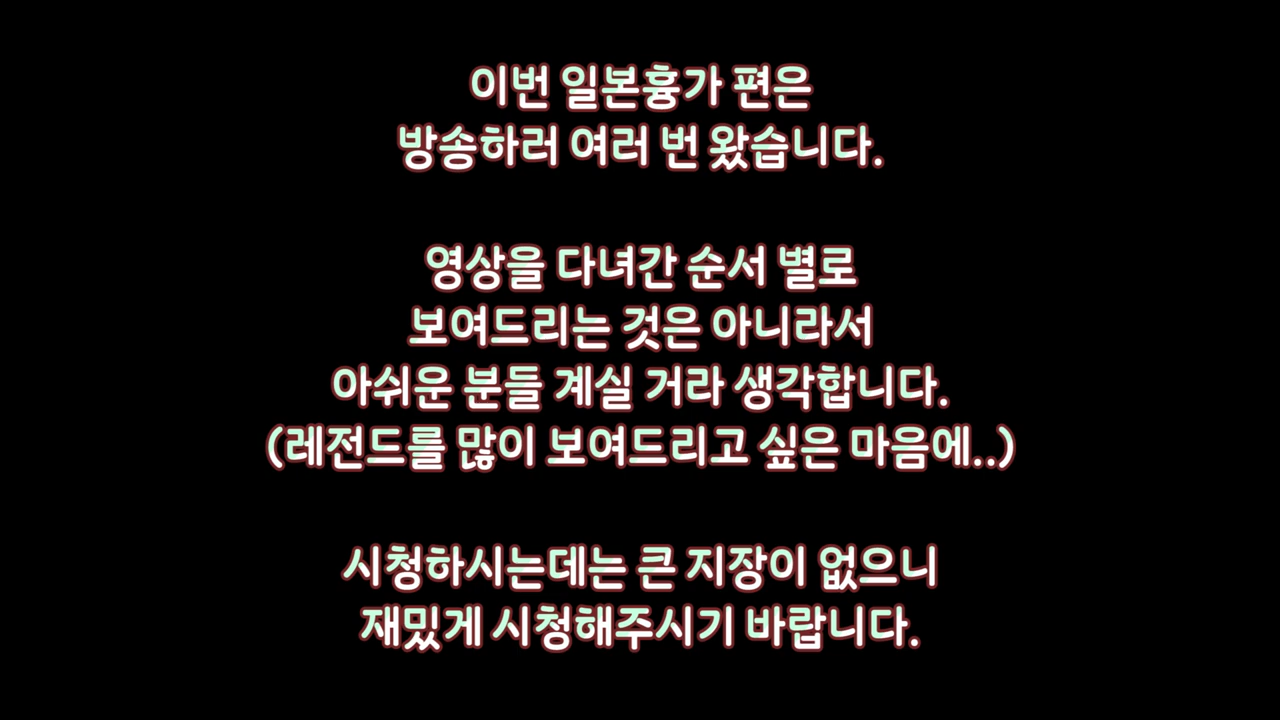 이번 일본흉가 편은
방송하러 여러 번 왔습니다.
영상을 다녀간 순서 별로
보여드리는 것은 아니라서
아쉬운 분들 계실 거라 생각합니다.
(레전드를 많이 보여드리고 싶은 마음에..)
시청하시는데는 큰 지장이 없으니
재밌게 시청해주시기 바랍니다.